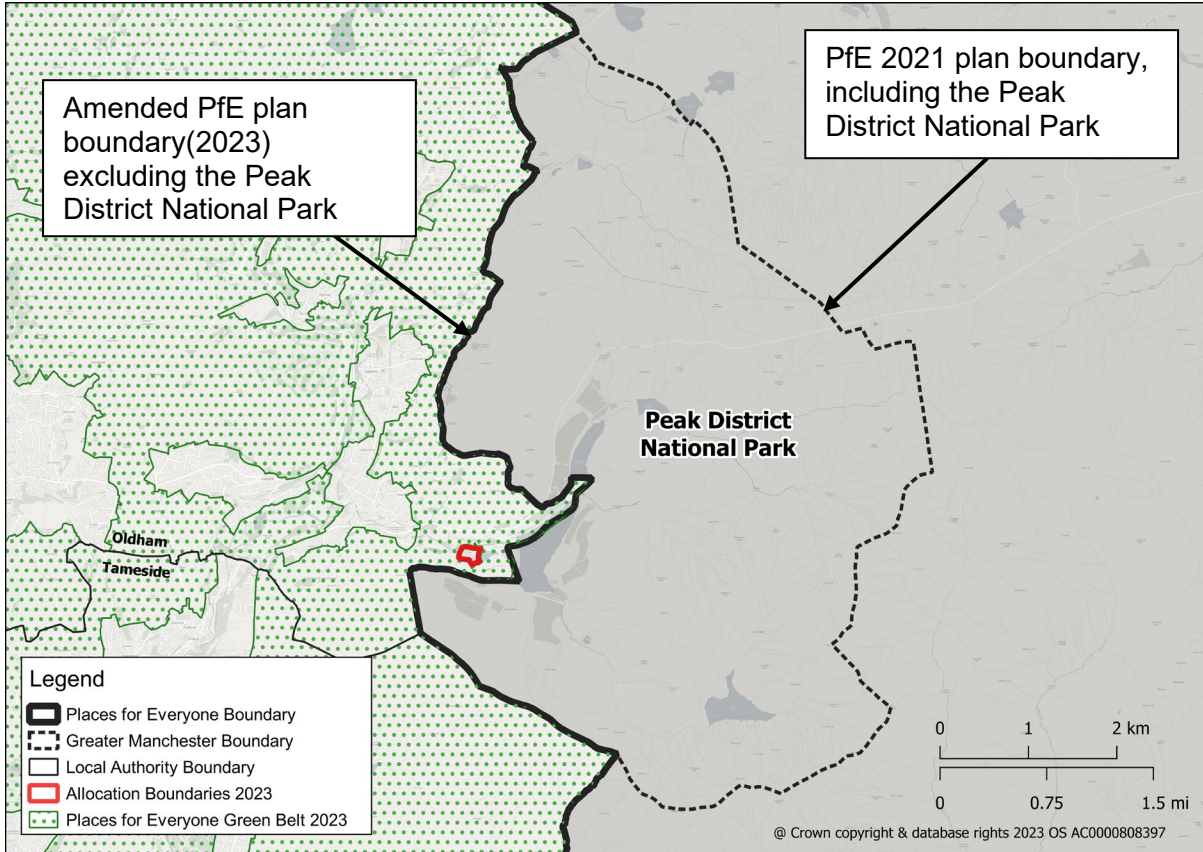 Amended PfE plan
boundary(2023)
excluding the Peak
District National Park
PfE 2021 plan boundary,
including the Peak
District National Park
Peak District
National Park
Oldham
Tameside
Legend
Places for Everyone Boundary
Greater Manchester Boundary
Local Authority Boundary
Allocation Boundaries 2023
Places for Everyone Green Belt 2023
0 1 2 km
0 0.75 1.5 mi
@ Crown copyright & database rights 2023 OS AC0000808397